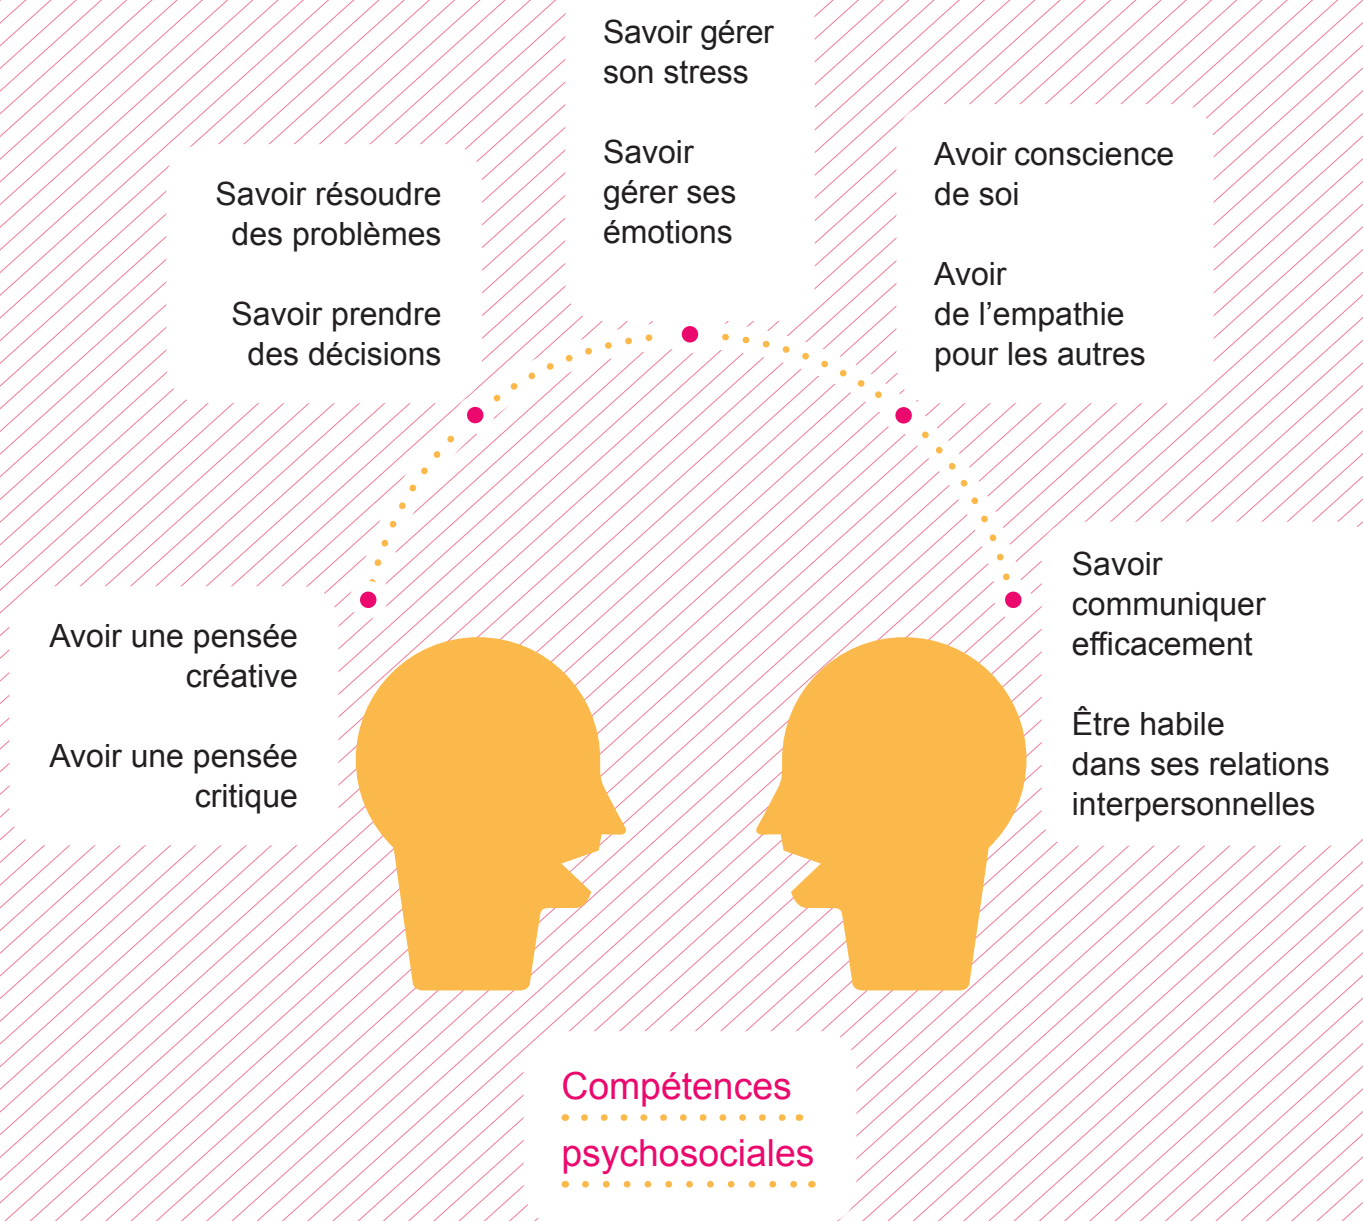 Savoir gérer
son stress
Savoir
gérer ses
émotions
Savoir résoudre
des problèmes
Savoir prendre
des décisions
Avoir conscience
de soi
Avoir
de l’empathie
pour les autres
Avoir une pensée
créative
Avoir une pensée
critique
Savoir
communiquer
efficacement
Être habile
dans ses relations
interpersonnelles
Compétences
psychosociales